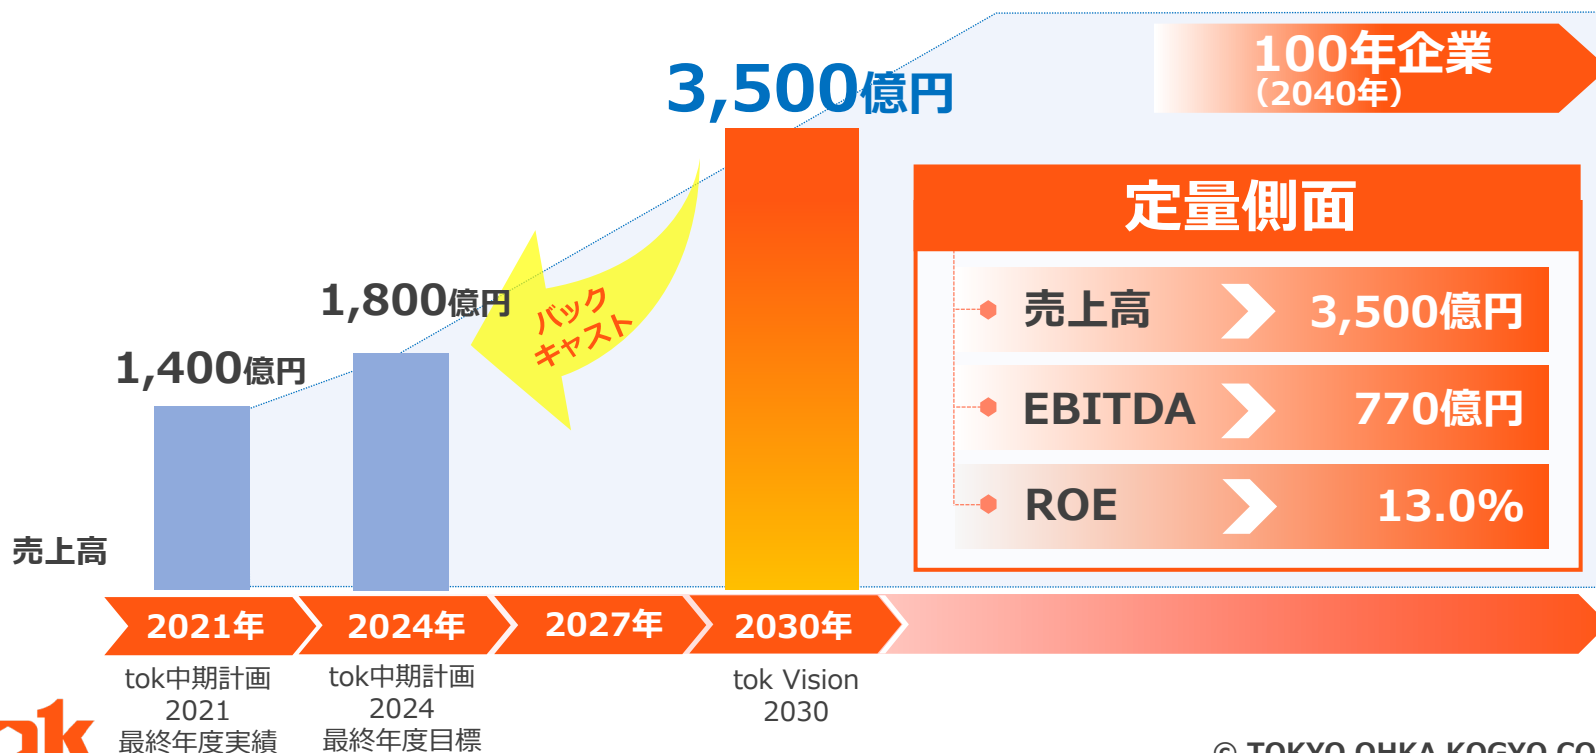 100年企業
（2040年）
3,500億円
定量側面
1,800億円
バック
キャスト
売上高 3,500億円
1,400億円
EBITDA 770億円
ROE 13.0%
売上高
2021年 2024年 2027年 2030年
tok中期計画
2021
最終年度実績
tok中期計画
2024
最終年度目標
tok Vision
2030
© TOKYO OHKA KOGYO CO